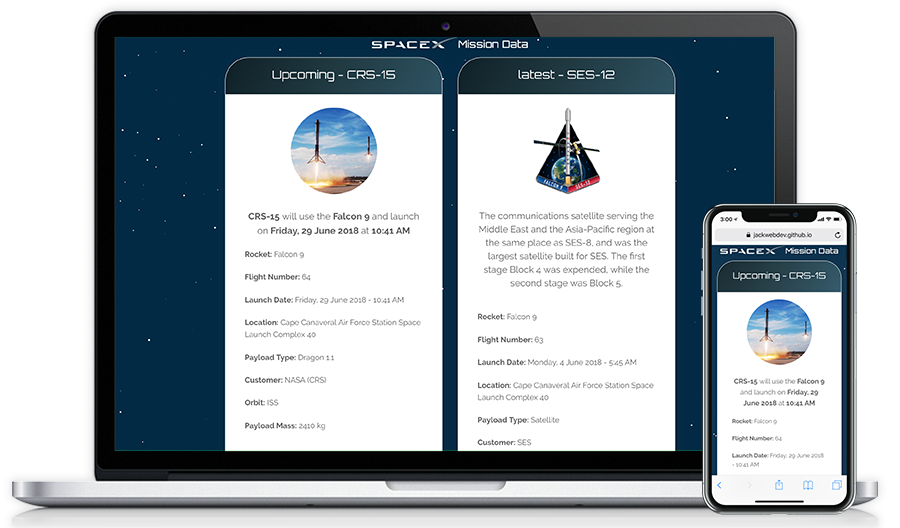 SPACEX Mission Data
Upcoming - CRS-15
CRS-15 will use the Falcon 9 and launch
on Friday, 29 June 2018 at 10:41 AM
Rocket: Falcon 9
Flight Number: 64
Launch Date: Friday, 29 June 2018 - 10:41 AM
Location: Cape Canaveral Air Force Station Space
Launch Complex 40
Payload Type: Dragon 1.1
Customer: NASA (CRS)
Orbit: ISS
Payload Mass: 2410 kg
latest - SES-12
FALCON 9 SES-12
The communications satellite serving the
Middle East and the Asia-Pacific region at
the same place as SES-8, and was the
largest satellite built for SES. The first
stage Block 4 was expended, while the
second stage was Block 5.
Rocket: Falcon 9
Flight Number: 63
Launch Date: Monday, 4 June 2018 - 5:45 AM
Location: Cape Canaveral Air Force Station Space
Launch Complex 40
Payload Type: Satellite
Customer: SES
3:00
jackwebdev.github.io
SPACEX Mission Data
Upcoming - CRS-15
CRS-15 will use the Falcon 9
and launch on Friday, 29
June 2018 at 10:41 AM
Rocket: Falcon 9
Flight Number: 64
Launch Date: Friday, 29 June 2018
- 10:41 AM